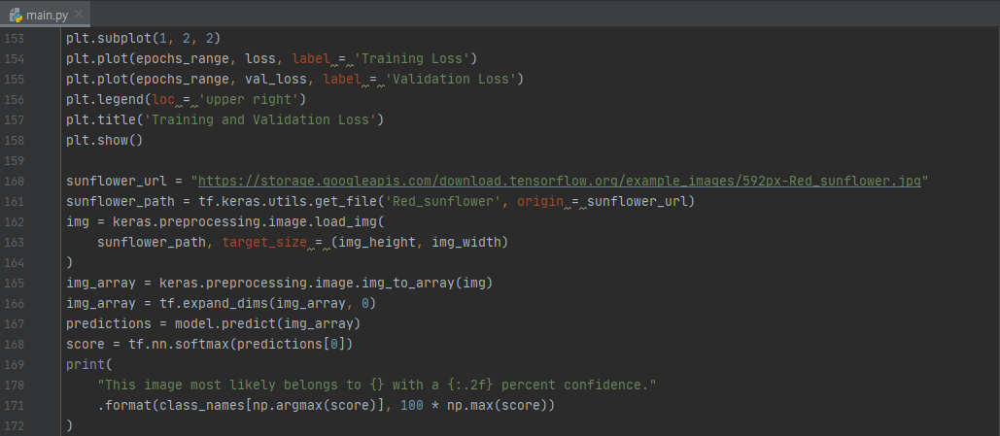 main.py
153 plt.subplot(1, 2, 2)
154 plt.plot(epochs_range, loss, label = 'Training Loss')
155 plt.plot(epochs_range, val_loss, label = 'Validation Loss')
156 plt.legend(loc = 'upper right')
157 plt.title('Training and Validation Loss')
158 plt.show()
159
160 sunflower_url = "https://storage.googleapis.com/download.tensorflow.org/example_images/592px-Red_sunflower.jpg"
161 sunflower_path = tf.keras.utils.get_file('Red_sunflower', origin = sunflower_url)
162 img = keras.preprocessing.image.load_img(
163     sunflower_path, target_size = (img_height, img_width)
164 )
165 img_array = keras.preprocessing.image.img_to_array(img)
166 img_array = tf.expand_dims(img_array, 0)
167 predictions = model.predict(img_array)
168 score = tf.nn.softmax(predictions[0])
169 print(
170     "This image most likely belongs to {} with a {:.2f} percent confidence."
171     .format(class_names[np.argmax(score)], 100 * np.max(score))
172 )